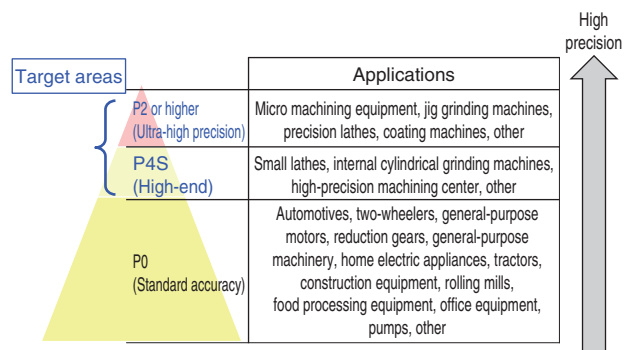 High
precision
Target areas
Applications
P2 or higher
(Ultra-high precision)
Micro machining equipment, jig grinding machines,
precision lathes, coating machines, other
P4S
(High-end)
Small lathes, internal cylindrical grinding machines,
high-precision machining center, other
P0
(Standard accuracy)
Automotives, two-wheelers, general-purpose
motors, reduction gears, general-purpose
machinery, home electric appliances, tractors,
construction equipment, rolling mills,
food processing equipment, office equipment,
pumps, other